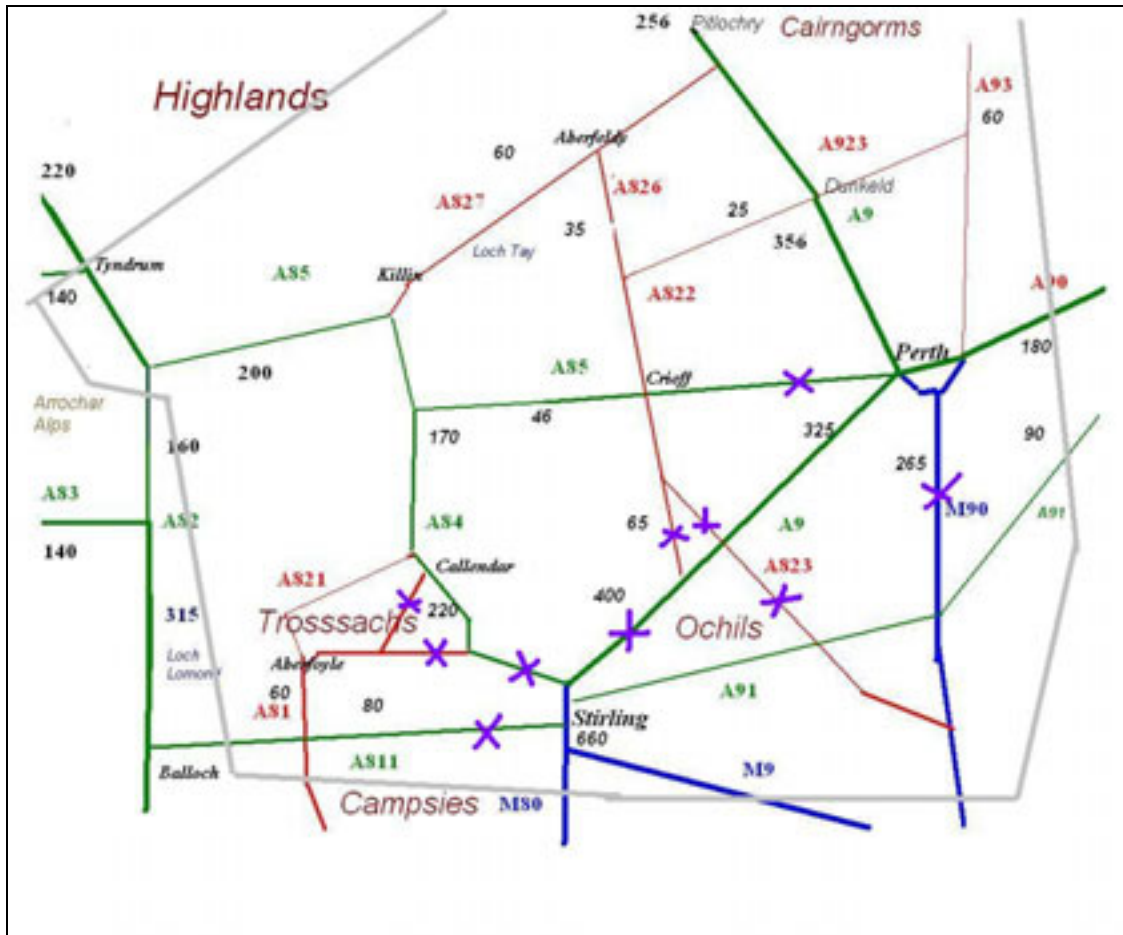 256 Pitlochry
Cairngorms
Highlands
A93
60
Aberfeldy
60
A923
220
A826
A827
Dunkeld
25
35
A9
356
Loch Tay
Tyndrum
A85
Killin
140
A822
A90
Perth
180
200
A85
Crieff
46
Arrochar
Alps
170
325
90
160
265
A83
A82
A84
65
A9
M90
A91
140
Callendar
A823
A821
220
400
315
Trosssachs
Ochils
Loch
Lomond
Aberfoyle
60
80
A91
A81
Stirling
660
A811
Balloch
M9
Campsies
M80